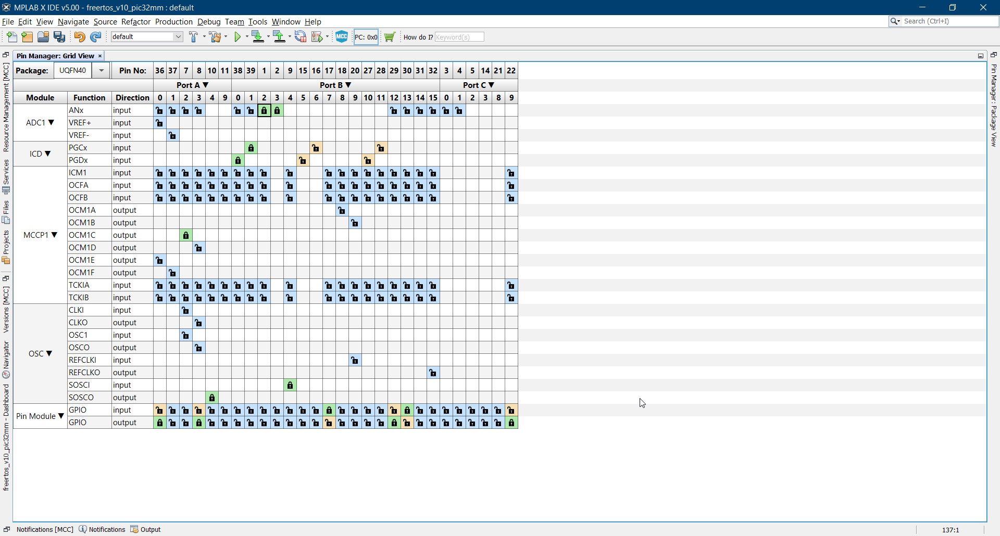 MPLAB X IDE v5.00 - freertos_v10_pic32mm : default
File Edit View Navigate Source Refactor Production Debug Team Tools Window Help
Search (Ctrl+I)
default
MCC
PC: 0x0
How do I? Keyword(s)
Pin Manager: Grid View ×
Package: UQFN40 Pin No: 36 37 7 8 10 11 38 39 1 2 9 15 16 17 18 20 27 28 29 30 31 32 3 4 5 14 21 22
Port A ▼ Port B ▼ Port C ▼
Module Function Direction 0 1 2 3 4 9 0 1 2 3 4 5 6 7 8 9 10 11 12 13 14 15 0 1 2 3 8 9
ADC1 ▼
ANx input
VREF+ input
VREF- input
ICD ▼
PGCx input
PGDx input
MCCP1 ▼
ICM1 input
OCFA input
OCFB input
OCM1A output
OCM1B output
OCM1C output
OCM1D output
OCM1E output
OCM1F output
TCKIA input
TCKIB input
OSC ▼
CLKI input
CLKO output
OSC1 input
OSCO output
REFCLKI input
REFCLKO output
SOSCI input
SOSCO output
Pin Module ▼
GPIO input
GPIO output
Resource Management [MCC]
Services
Files
Projects
Versions [MCC]
Navigator
freertos_v10_pic32mm - Dashboard
Pin Manager: Package View
Notifications [MCC] Notifications Output
137:1